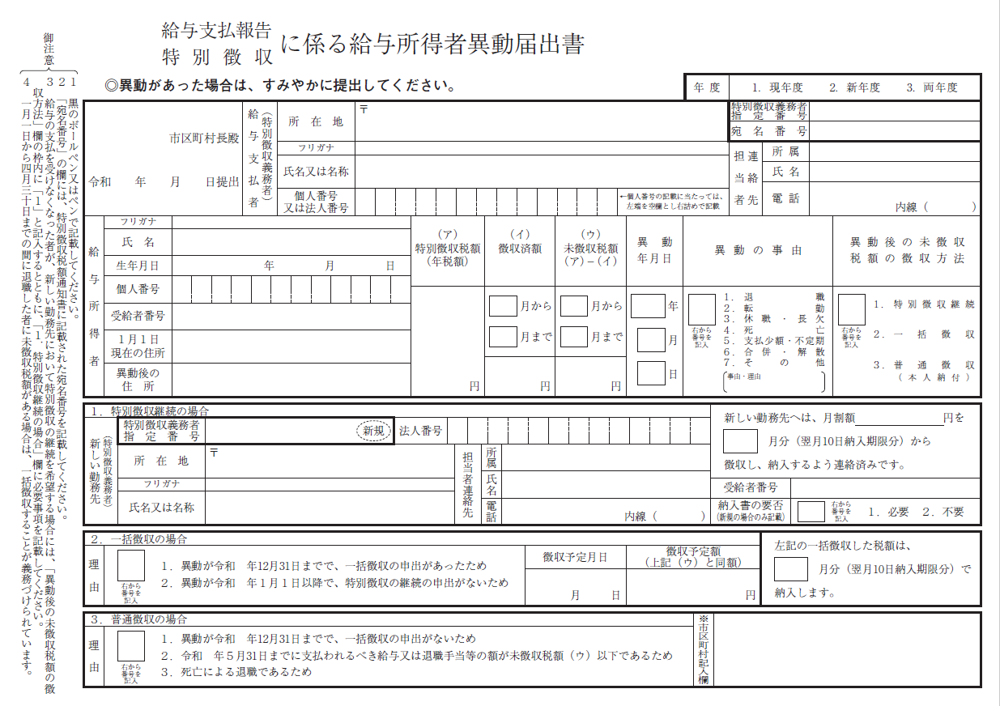 給与支払報告
特別徴収
に係る給与所得者異動届出書
◎異動があった場合は、すみやかに提出してください。
年度
1. 現年度 2. 新年度 3. 両年度
御注意
1 黒のボールペン又はペンで記載してください。
2 「宛名番号」の欄には、特別徴収税額通知書に記載された宛名番号を記載してください。
3 給与の支払を受けなくなった者が、新しい勤務先において特別徴収の継続を希望する場合には、「異動後の未徴収税額の徴
収方法」欄の枠内に「1」と記入するとともに、「1. 特別徴収継続の場合」欄に必要事項を記載してください。
4 一月一日から四月三十日までの間に退職した者に未徴収税額がある場合は、一括徴収することが義務づけられています。
市区町村長殿
令和 年 月 日提出
給与支払者
(特別徴収義務者)
所在地
〒
フリガナ
氏名又は名称
個人番号
又は法人番号
←個人番号の記載に当たっては、
左端を空欄とし右詰めで記載
特別徴収義務者
指定番号
宛名番号
担当者
連絡先
所属
氏名
電話
内線( )
給与所得者
フリガナ
氏名
生年月日
年 月 日
個人番号
受給者番号
1月1日
現在の住所
異動後の
住所
(ア)
特別徴収税額
(年税額)
円
(イ)
徴収済額
月から
月まで
円
(ウ)
未徴収税額
(ア)−(イ)
月から
月まで
円
異動
年月日
年
月
日
異動の事由
右から
番号を
記入
1. 退職
2. 転勤
3. 休職・長欠
4. 死亡
5. 支払少額・不定期
6. 合併・解散
7. その他
(事由・理由)
異動後の未徴収
税額の徴収方法
右から
番号を
記入
1. 特別徴収継続
2. 一括徴収
3. 普通徴収
(本人納付)
1. 特別徴収継続の場合
新しい勤務先
(特別徴収義務者)
特別徴収義務者
指定番号
新規
法人番号
所在地
〒
フリガナ
氏名又は名称
担当者連絡先
所属
氏名
電話
内線( )
新しい勤務先へは、月割額 円を
月分(翌月10日納入期限分)から
徴収し、納入するよう連絡済みです。
受給者番号
納入書の要否
(新規の場合のみ記載)
右から
番号を
記入
1. 必要 2. 不要
2. 一括徴収の場合
理由
右から
番号を
記入
1. 異動が令和 年12月31日までで、一括徴収の申出があったため
2. 異動が令和 年1月1日以降で、特別徴収の継続の申出がないため
徴収予定月日
月 日
徴収予定額
(上記(ウ)と同額)
円
左記の一括徴収した税額は、
月分(翌月10日納入期限分)で
納入します。
3. 普通徴収の場合
理由
右から
番号を
記入
1. 異動が令和 年12月31日までで、一括徴収の申出がないため
2. 令和 年5月31日までに支払われるべき給与又は退職手当等の額が未徴収税額(ウ)以下であるため
3. 死亡による退職であるため
※市区町村記入欄